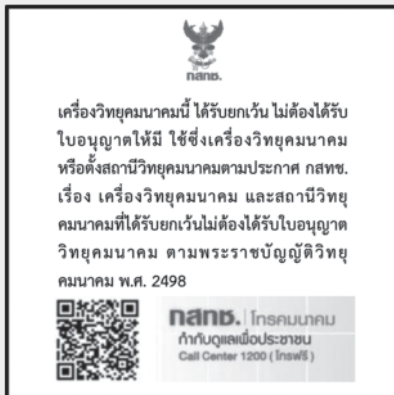 กสทช.
เครื่องวิทยุคมนาคมนี้ ได้รับยกเว้น ไม่ต้องได้รับ
ใบอนุญาตให้มี ใช้ซึ่งเครื่องวิทยุคมนาคม
หรือตั้งสถานีวิทยุคมนาคมตามประกาศ กสทช.
เรื่อง เครื่องวิทยุคมนาคม และสถานีวิทยุ
คมนาคมที่ได้รับยกเว้นไม่ต้องได้รับใบอนุญาต
วิทยุคมนาคม ตามพระราชบัญญัติวิทยุ
คมนาคม พ.ศ. 2498
กสทช. | โทรคมนาคม
กำกับดูแลเพื่อประชาชน
Call Center 1200 ( โทรฟรี )